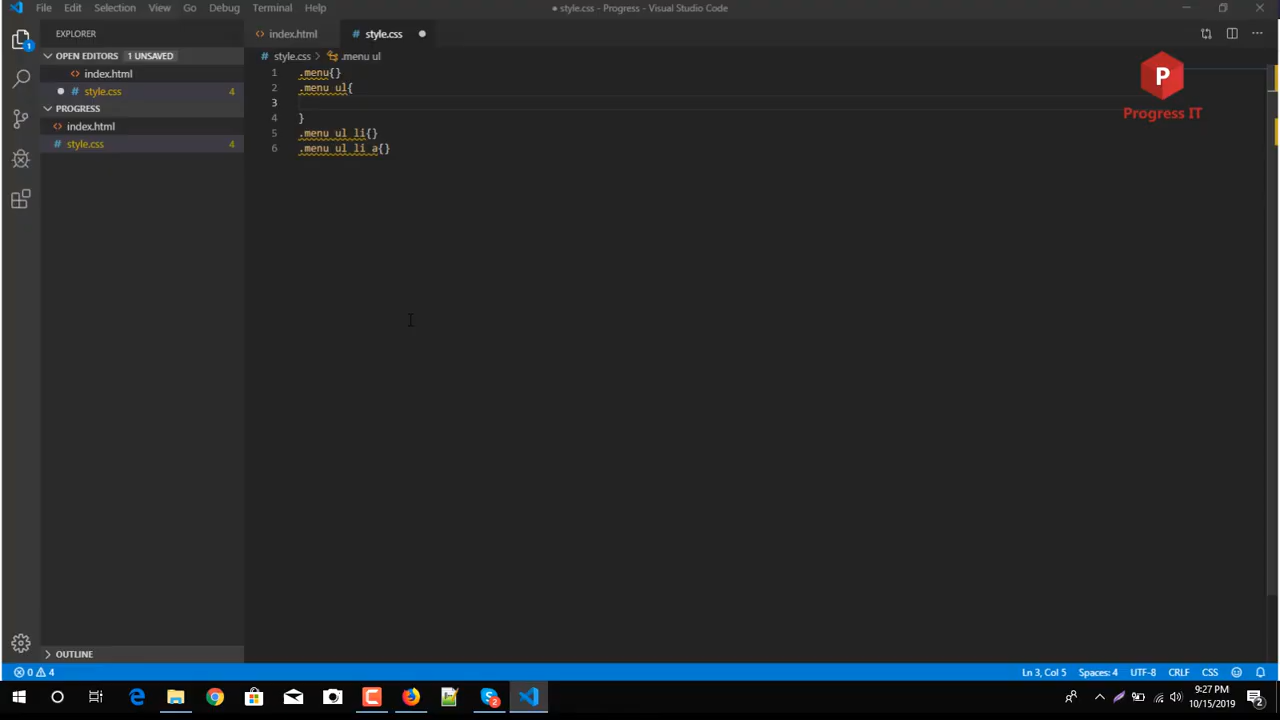 File Edit Selection View Go Debug Terminal Help
● style.css - Progress - Visual Studio Code
EXPLORER
OPEN EDITORS 1 UNSAVED
index.html
style.css 4
PROGRESS
index.html
style.css 4
OUTLINE
index.html
style.css
style.css > .menu ul
1 .menu{}
2 .menu ul{
3
4 }
5 .menu ul li{}
6 .menu ul li a{}
P
Progress IT
1
0 4
Ln 3, Col 5 Spaces: 4 UTF-8 CRLF CSS
2
9:27 PM
10/15/2019
2